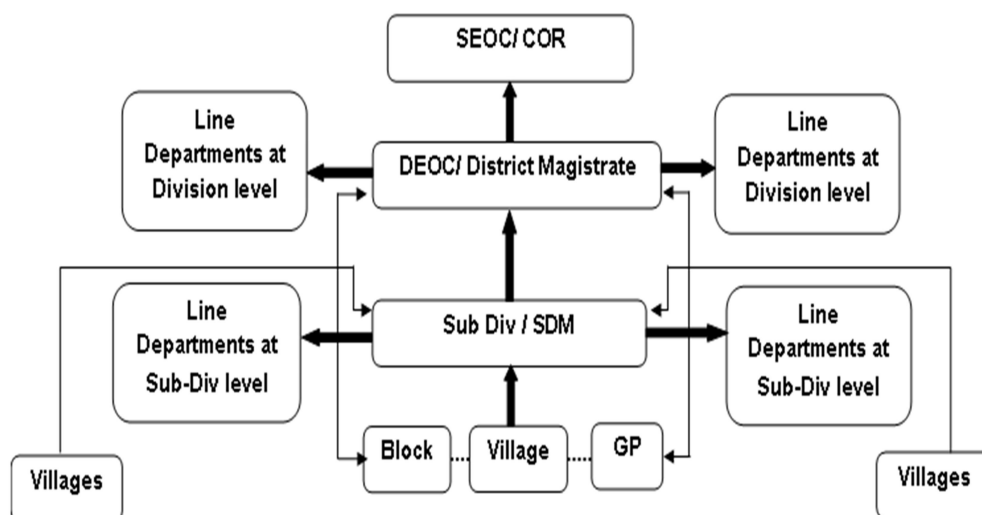 SEOC/ COR
Line
Departments at
Division level
DEOC/ District Magistrate
Line
Departments at
Division level
Line
Departments at
Sub-Div level
Sub Div / SDM
Line
Departments at
Sub-Div level
Villages
Block
Village
GP
Villages